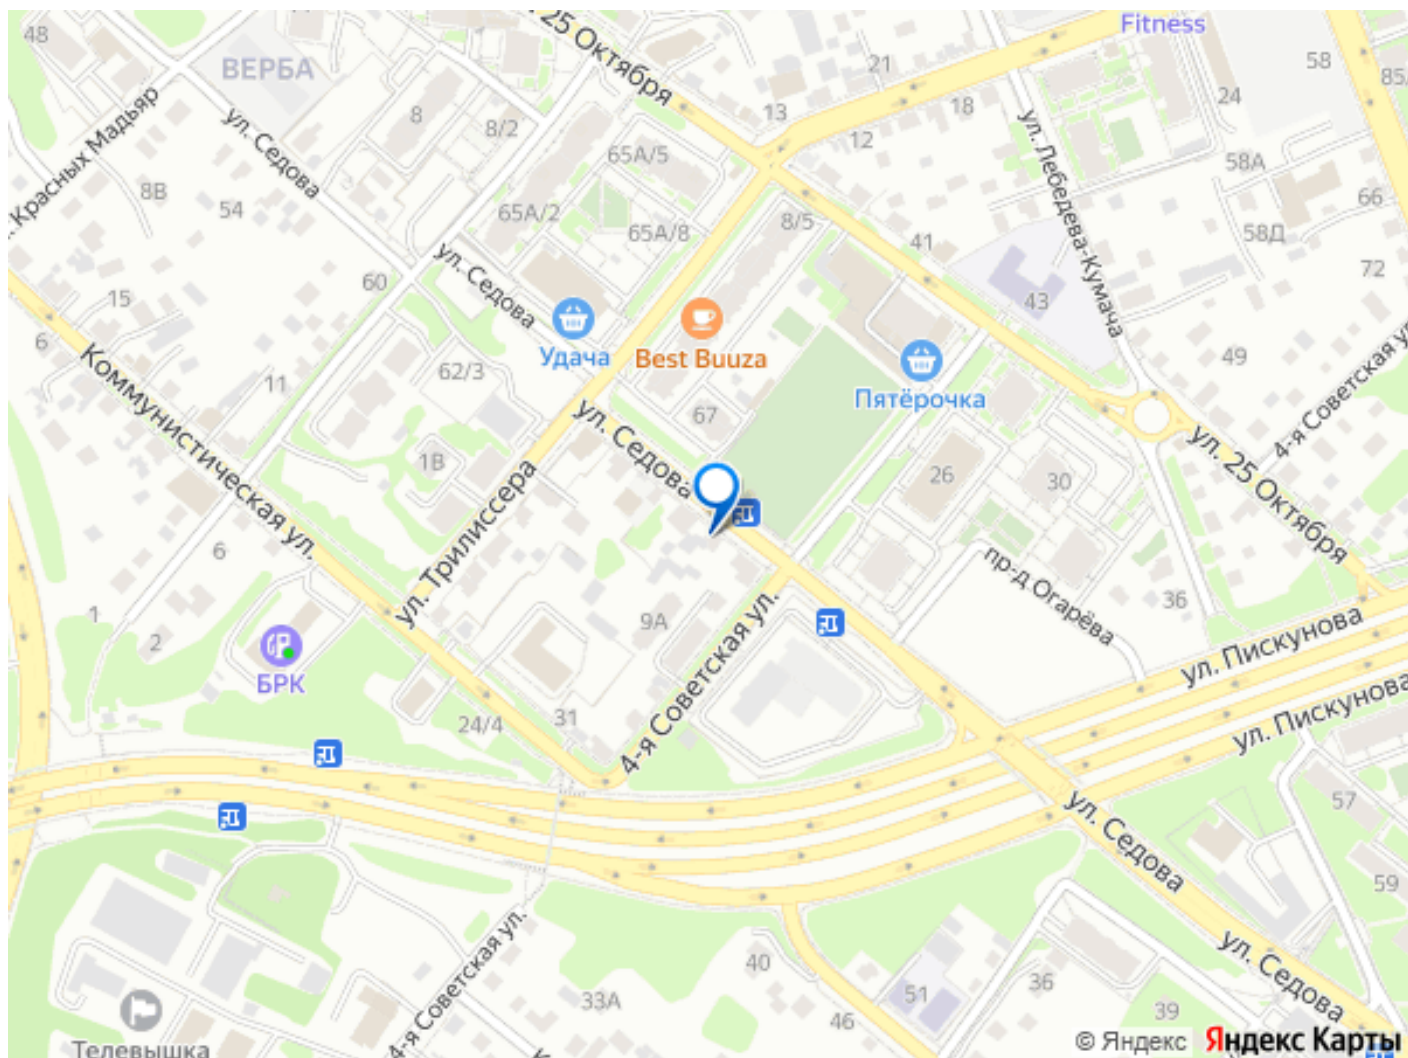 48
ВЕРБА
25 Октября
Fitness
21
58
85/
8
8/2
13
18
24
12
ул. Красных Мадьяр
ул. Седова
65А/5
ул. Лебедева-Кумача
58А
8В
54
65А/2
65А/8
8/5
41
58Д
66
60
ул. Седова
43
72
15
6
Удача
Best Buuza
Пятёрочка
49
4-я Советская ул.
62/3
11
67
Коммунистическая ул.
ул. Седова
1В
26
30
ул. 25 Октября
ул. Трилиссера
6
пр-д Огарёва
36
1
2
9А
ул. Пискунова
БРК
ул. Пискунова
24/4
31
4-я Советская ул.
57
ул. Седова
59
4-я Советская ул.
ул. Седова
40
33А
51
36
39
46
Телевышка
© Яндекс Яндекс Карты